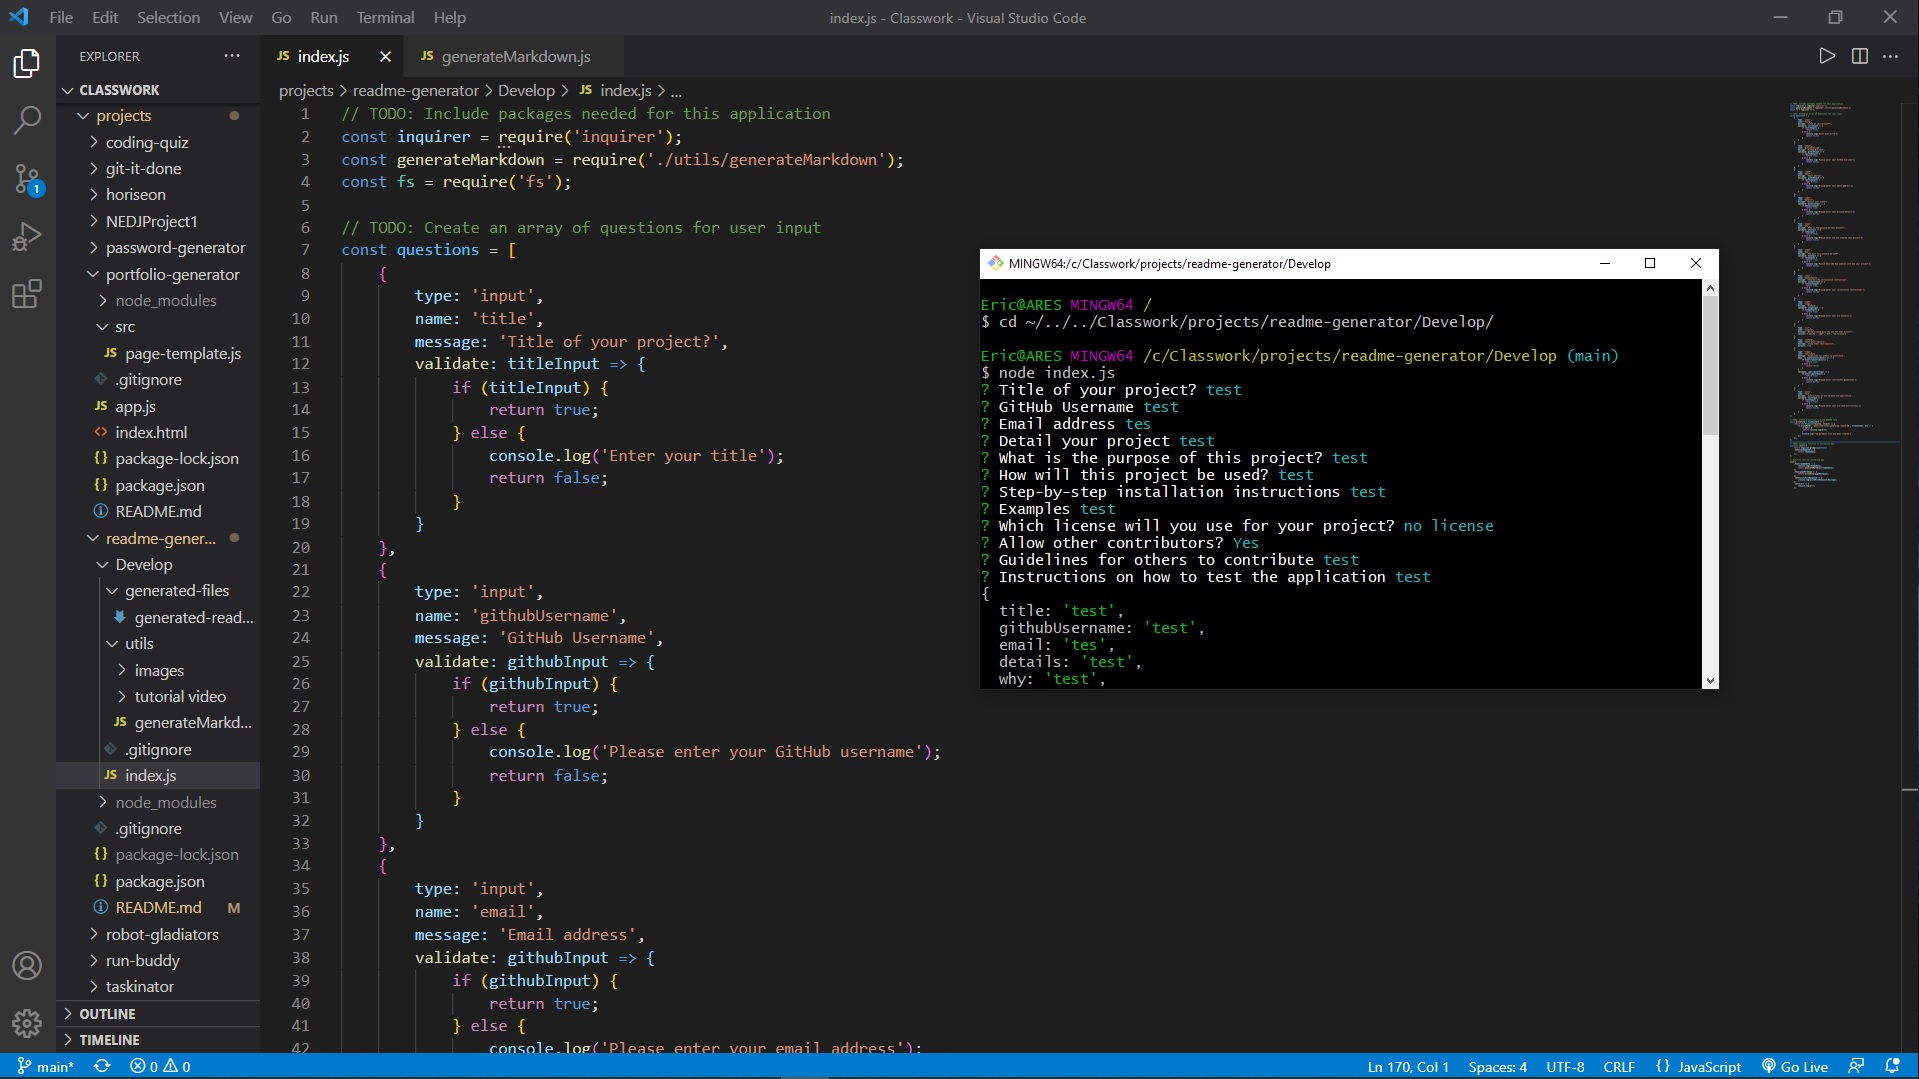 File Edit Selection View Go Run Terminal Help
index.js - Classwork - Visual Studio Code
EXPLORER
CLASSWORK
projects
coding-quiz
git-it-done
horiseon
NEDJProject1
password-generator
portfolio-generator
node_modules
src
JS page-template.js
.gitignore
JS app.js
<> index.html
{} package-lock.json
{} package.json
README.md
readme-gener...
Develop
generated-files
generated-read...
utils
images
tutorial video
JS generateMarkd...
.gitignore
JS index.js
node_modules
.gitignore
{} package-lock.json
{} package.json
README.md M
robot-gladiators
run-buddy
taskinator
OUTLINE
TIMELINE
1
JS index.js
JS generateMarkdown.js
projects > readme-generator > Develop > JS index.js > ...
1 // TODO: Include packages needed for this application
2 const inquirer = require('inquirer');
3 const generateMarkdown = require('./utils/generateMarkdown');
4 const fs = require('fs');
5
6 // TODO: Create an array of questions for user input
7 const questions = [
8 {
9 type: 'input',
10 name: 'title',
11 message: 'Title of your project?',
12 validate: titleInput => {
13 if (titleInput) {
14 return true;
15 } else {
16 console.log('Enter your title');
17 return false;
18 }
19 }
20 },
21 {
22 type: 'input',
23 name: 'githubUsername',
24 message: 'GitHub Username',
25 validate: githubInput => {
26 if (githubInput) {
27 return true;
28 } else {
29 console.log('Please enter your GitHub username');
30 return false;
31 }
32 }
33 },
34 {
35 type: 'input',
36 name: 'email',
37 message: 'Email address',
38 validate: githubInput => {
39 if (githubInput) {
40 return true;
41 } else {
42 console.log('Please enter your email address');
MINGW64:/c/Classwork/projects/readme-generator/Develop
Eric@ARES MINGW64 /
$ cd ~/../../Classwork/projects/readme-generator/Develop/
Eric@ARES MINGW64 /c/Classwork/projects/readme-generator/Develop (main)
$ node index.js
? Title of your project? test
? GitHub Username test
? Email address tes
? Detail your project test
? What is the purpose of this project? test
? How will this project be used? test
? Step-by-step installation instructions test
? Examples test
? Which license will you use for your project? no license
? Allow other contributors? Yes
? Guidelines for others to contribute test
? Instructions on how to test the application test
{
title: 'test',
githubUsername: 'test',
email: 'tes',
details: 'test',
why: 'test',
main* 0 0
Ln 170, Col 1 Spaces: 4 UTF-8 CRLF {} JavaScript Go Live